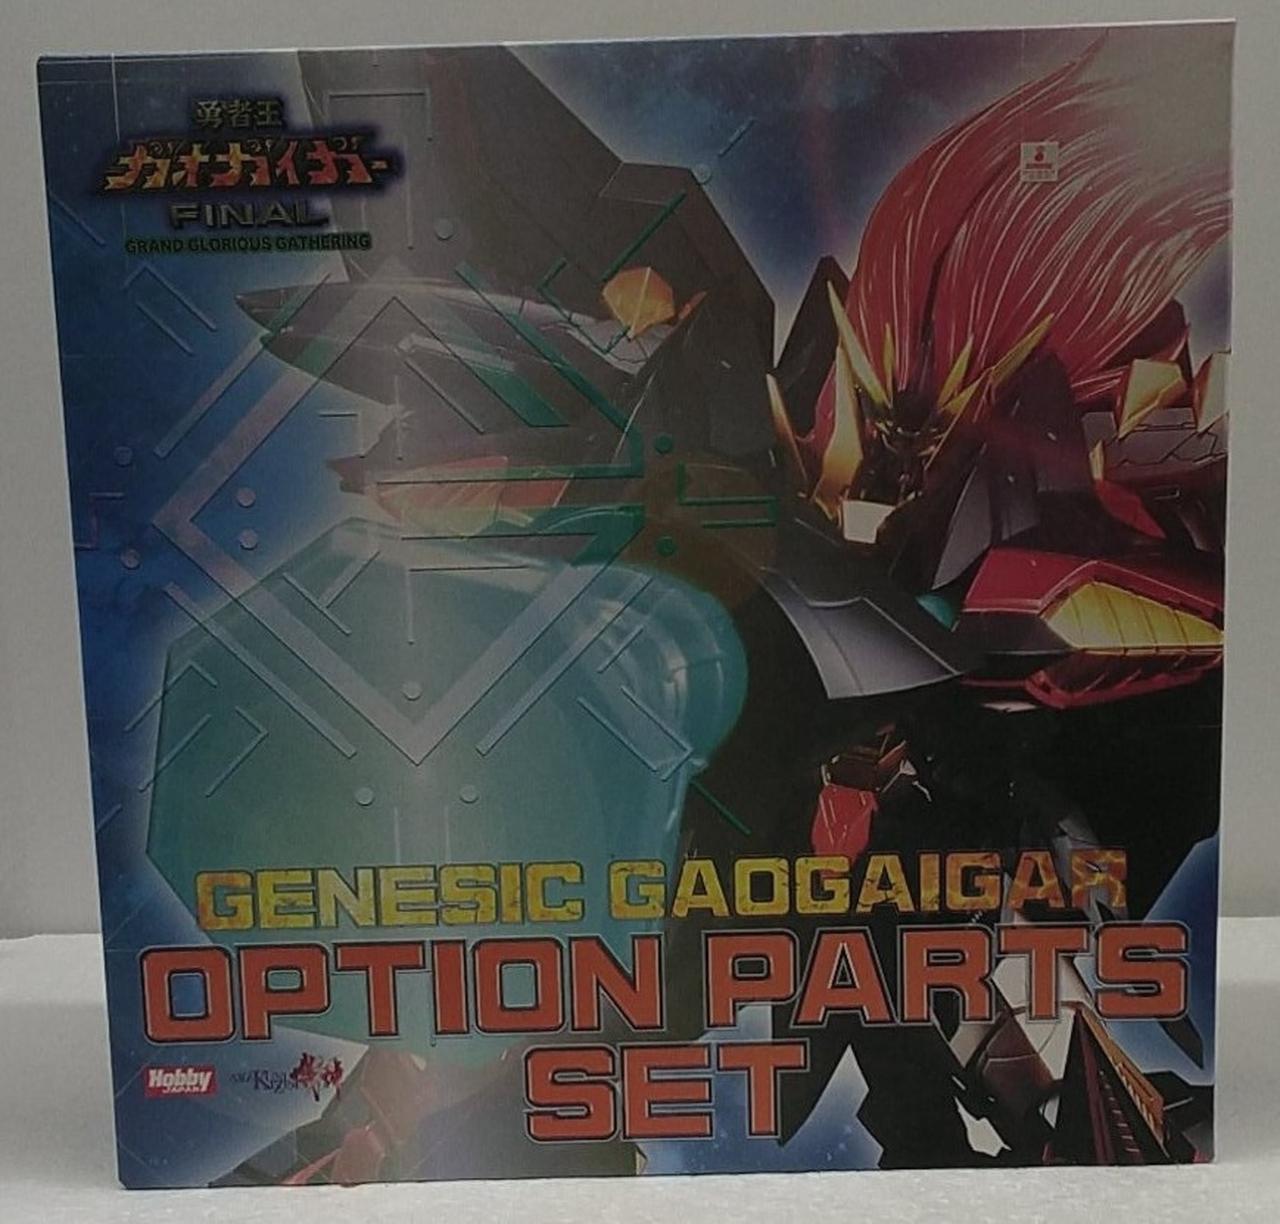 勇者王
ガオガイガー
FINAL
GRAND GLORIOUS GATHERING
GENESIC GAOGAIGAR
OPTION PARTS
SET
Hobby
JAPAN